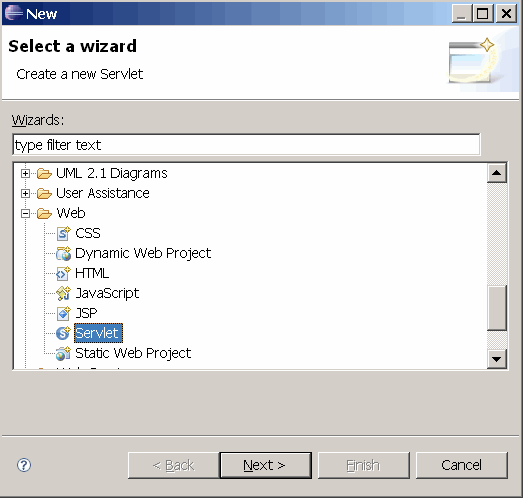 New
Select a wizard
Create a new Servlet
Wizards:
type filter text
UML 2.1 Diagrams
User Assistance
Web
CSS
Dynamic Web Project
HTML
JavaScript
JSP
Servlet
Static Web Project
< Back
Next >
Finish
Cancel